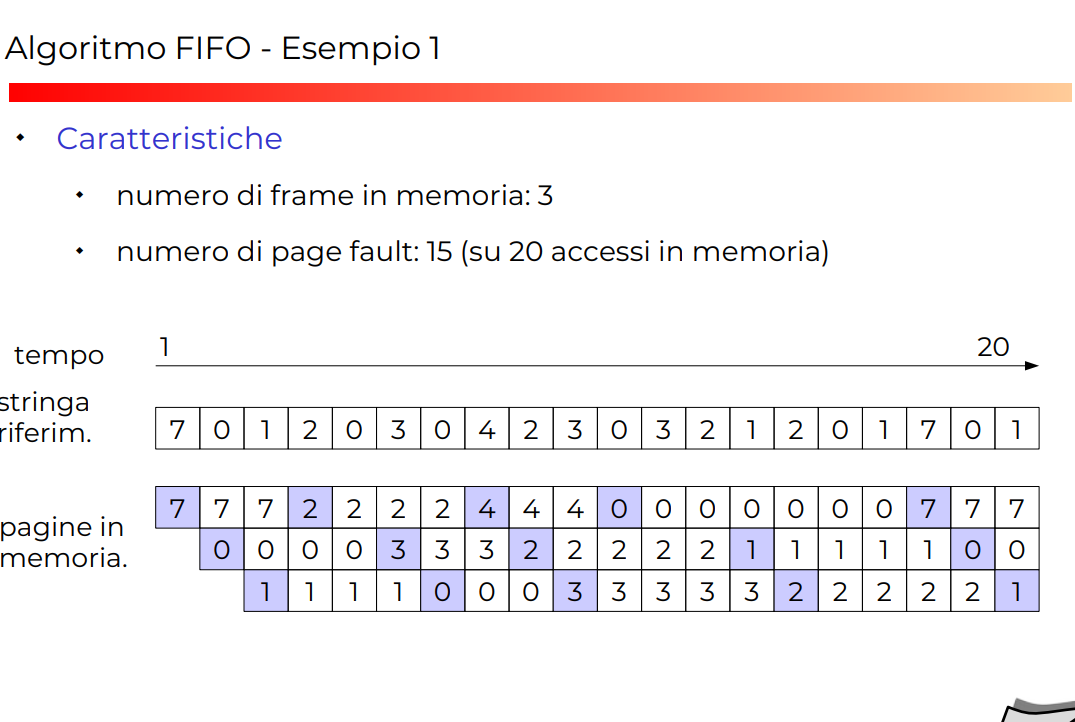 Algoritmo FIFO - Esempio 1
Caratteristiche
numero di frame in memoria: 3
numero di page fault: 15 (su 20 accessi in memoria)
tempo 1 20
stringa
riferim.
7 0 1 2 0 3 0 4 2 3 0 3 2 1 2 0 1 7 0 1
pagine in
memoria.
7 7 7 2 2 2 2 4 4 4 0 0 0 0 0 0 0 7 7 7
0 0 0 0 3 3 3 2 2 2 2 2 1 1 1 1 1 0 0
1 1 1 1 0 0 0 3 3 3 3 3 2 2 2 2 2 1